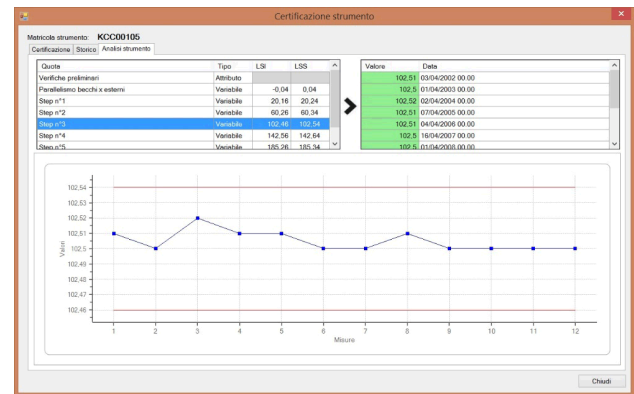 Certificazione strumento
Matricola strumento: KCC00105
Certificazione Storico Analisi strumento
Quota Tipo LSI LSS
Verifiche preliminari Attributo
Parallelismo becchi x esterni Variabile -0,04 0,04
Step n°1 Variabile 20,16 20,24
Step n°2 Variabile 60,26 60,34
Step n°3 Variabile 102,46 102,54
Step n°4 Variabile 142,56 142,64
Step n°5 Variabile 185,26 185,34
Valore Data
102,51 03/04/2002 00.00
102,5 01/04/2003 00.00
102,52 02/04/2004 00.00
102,51 07/04/2005 00.00
102,51 04/04/2006 00.00
102,5 16/04/2007 00.00
102,5 01/04/2008 00.00
102,54
102,53
102,52
102,51
102,5
102,49
102,48
102,47
102,46
Valori
1 2 3 4 5 6 7 8 9 10 11 12
Misure
Chiudi